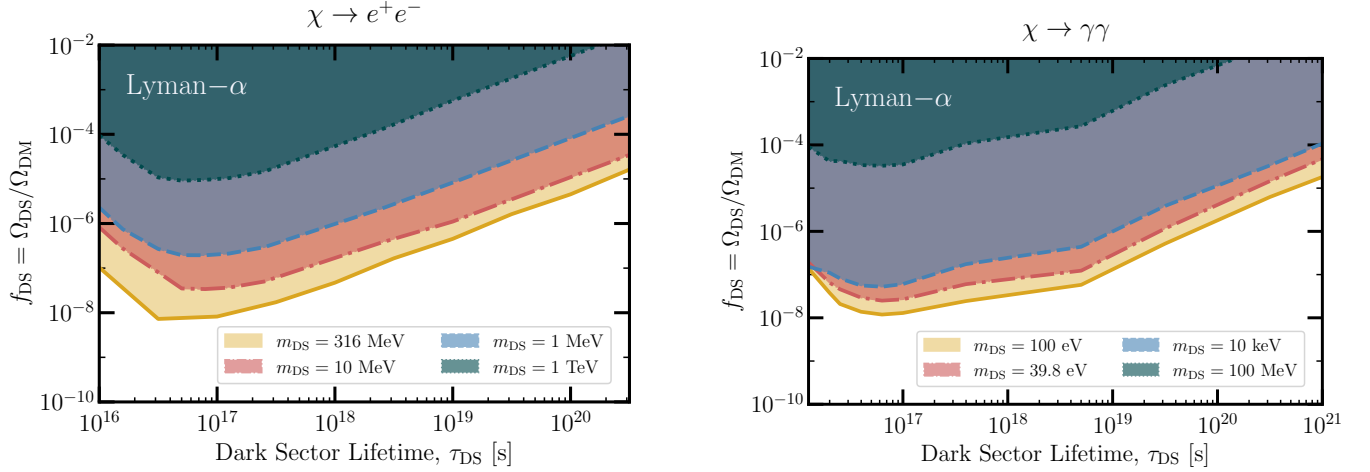 χ → e⁺e⁻
Lyman−α
f_DS = Ω_DS/Ω_DM
10⁻²
10⁻⁴
10⁻⁶
10⁻⁸
10⁻¹⁰
m_DS = 316 MeV
m_DS = 10 MeV
m_DS = 1 MeV
m_DS = 1 TeV
10¹⁶ 10¹⁷ 10¹⁸ 10¹⁹ 10²⁰
Dark Sector Lifetime, τ_DS [s]
χ → γγ
Lyman−α
f_DS = Ω_DS/Ω_DM
10⁻²
10⁻⁴
10⁻⁶
10⁻⁸
10⁻¹⁰
m_DS = 100 eV
m_DS = 39.8 eV
m_DS = 10 keV
m_DS = 100 MeV
10¹⁷ 10¹⁸ 10¹⁹ 10²⁰ 10²¹
Dark Sector Lifetime, τ_DS [s]